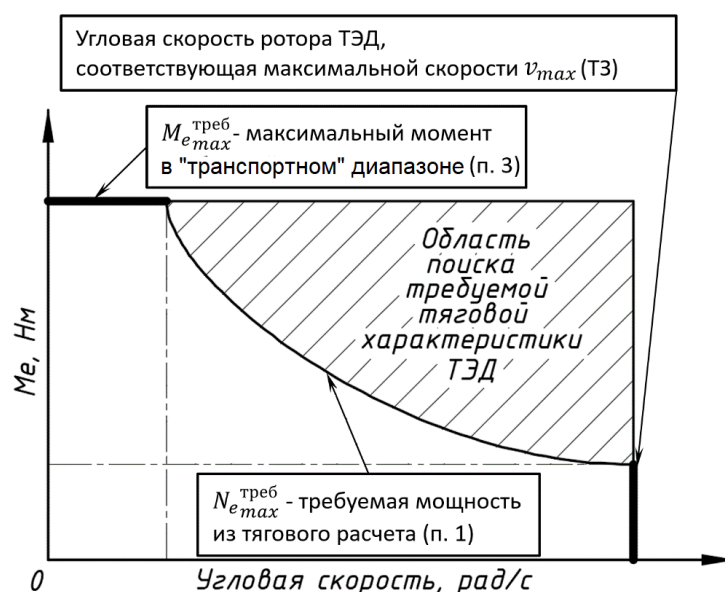 Угловая скорость ротора ТЭД,
соответствующая максимальной скорости v_max (ТЗ)
M_e_max^треб - максимальный момент
в "транспортном" диапазоне (п. 3)
Область
поиска
требуемой
тяговой
характеристики
ТЭД
Me, Нм
N_e_max^треб - требуемая мощность
из тягового расчета (п. 1)
0
Угловая скорость, рад/с